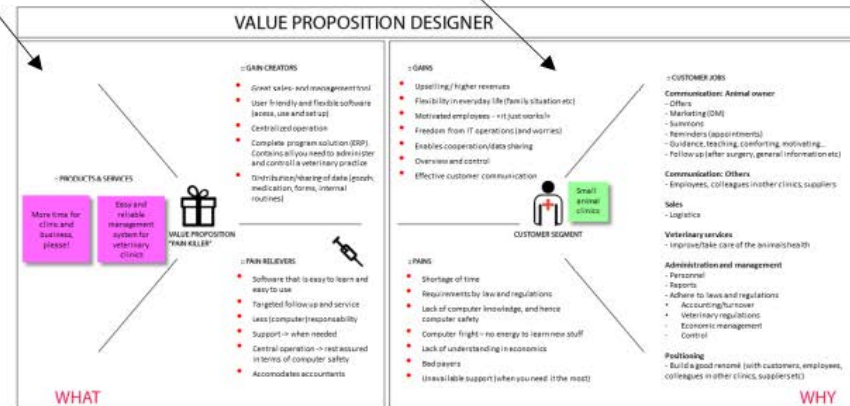 VALUE PROPOSITION DESIGNER
:: GAIN CREATORS
Great sales- and management tool
User friendly and flexible software
(acess, use and set up)
Centralized operation
Complete program solution (ERP)
Contains all you need to administer
and controll a veterinary practice
Distribution/sharing of data (goods,
medication, forms, internal
routines)
:: PRODUCTS & SERVICES
More time for
clinic and
business,
please!
Easy and
reliable
management
system for
veterinary
clinics
VALUE PROPOSITION
"PAIN KILLER"
:: PAIN RELIEVERS
Software that is easy to learn and
easy to use
Targeted follow up and service
Less (computer) responsability
Support -> when needed
Central operation -> rest assured
in terms of computer safety
Accomodates accountants
WHAT
:: GAINS
Upselling / higher revenues
Flexibility in everyday life (family situation etc)
Motivated employees - «it just works!»
Freedom from IT operations (and worries)
Enables cooperation/data sharing
Overview and control
Effective customer communication
Small
animal
clinics
CUSTOMER SEGMENT
:: PAINS
Shortage of time
Requirements by law and regulations
Lack of computer knowledge, and hence
computer safety
Computer fright – no energy to learn new stuff
Lack of understanding in economics
Bad payers
Unavailable support (when you need it the most)
:: CUSTOMER JOBS
Communication: Animal owner
- Offers
- Marketing (DM)
- Summons
- Reminders (appointments)
- Guidance, teaching, comforting, motivating...
- Follow up (after surgery, general information etc)
Communication: Others
- Employees, colleagues in other clinics, suppliers
Sales
- Logistics
Veterinary services
- Improve/take care of the animals health
Administration and management
- Personnel
- Reports
- Adhere to laws and regulations
• Accounting/turnover
• Veterinary regulations
- Economic management
- Control
Positioning
- Build a good renomé (with customers, employees,
colleagues in other clinics, suppliers etc)
WHY